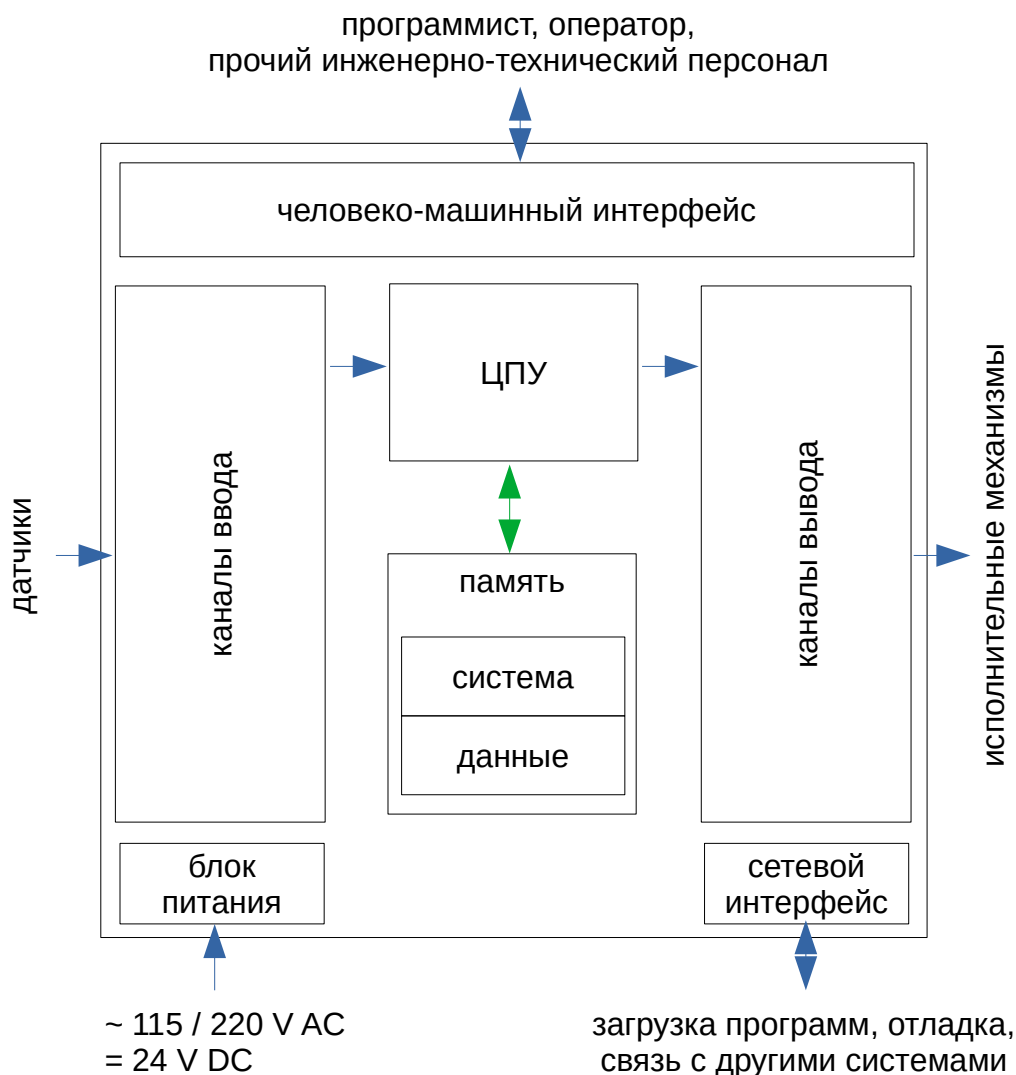 программист, оператор,
прочий инженерно-технический персонал
человеко-машинный интерфейс
датчики
каналы ввода
ЦПУ
память
система
данные
каналы вывода
исполнительные механизмы
блок
питания
сетевой
интерфейс
~ 115 / 220 V AC
= 24 V DC
загрузка программ, отладка,
связь с другими системами